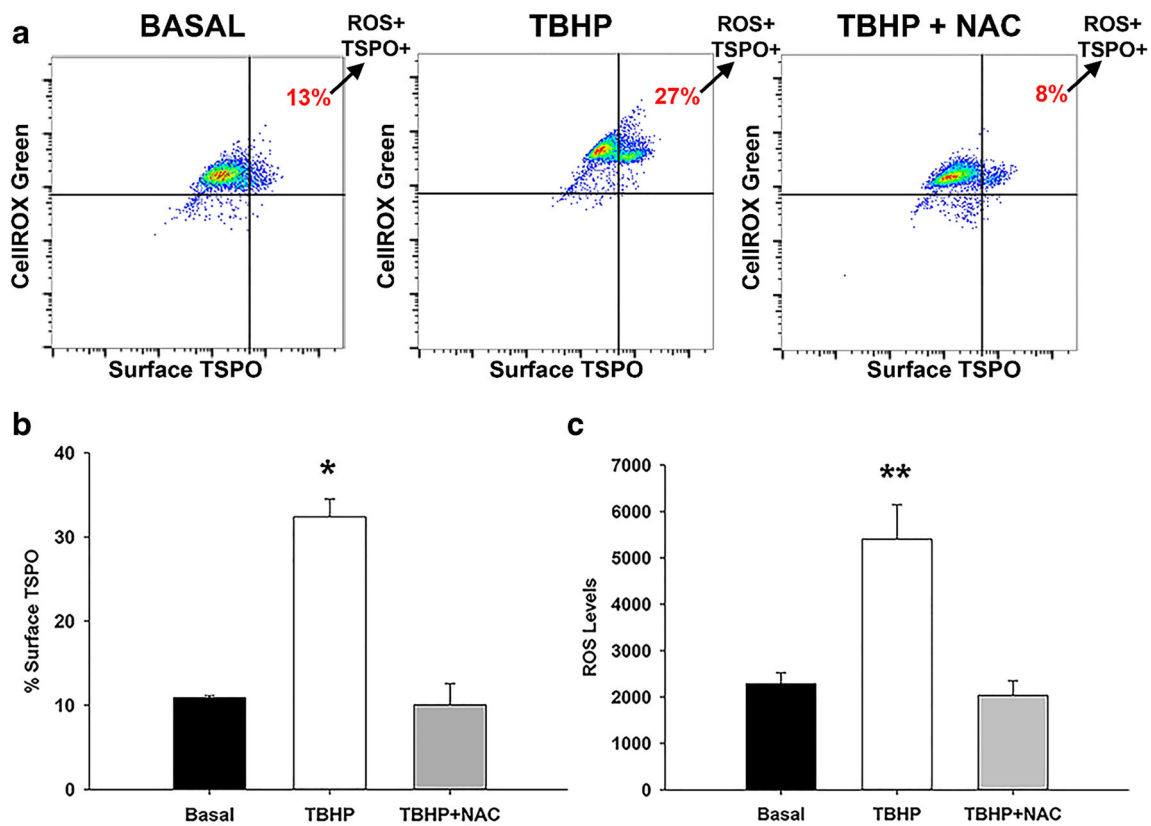 a
BASAL
ROS+
TSPO+
13%
CellROX Green
Surface TSPO
TBHP
ROS+
TSPO+
27%
CellROX Green
Surface TSPO
TBHP + NAC
ROS+
TSPO+
8%
CellROX Green
Surface TSPO
b
40
30
20
10
0
% Surface TSPO
*
Basal
TBHP
TBHP+NAC
c
7000
6000
5000
4000
3000
2000
1000
0
ROS Levels
**
Basal
TBHP
TBHP+NAC